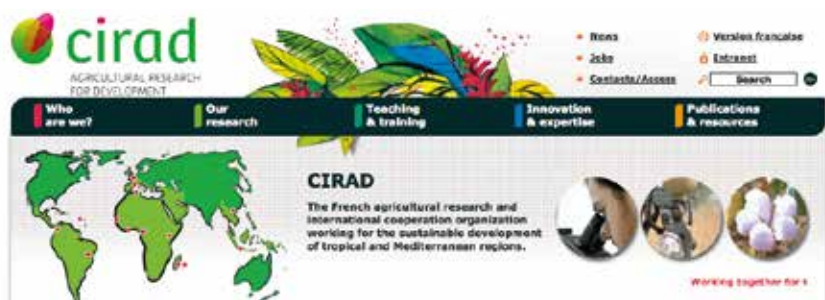 cirad
AGRICULTURAL RESEARCH
FOR DEVELOPMENT
News
Jobs
Contacts/Access
Version française
Intranet
Search
Who
are we?
Our
research
Teaching
& training
Innovation
& expertise
Publications
& resources
CIRAD
The French agricultural research and
international cooperation organization
working for the sustainable development
of tropical and Mediterranean regions.
Working together for